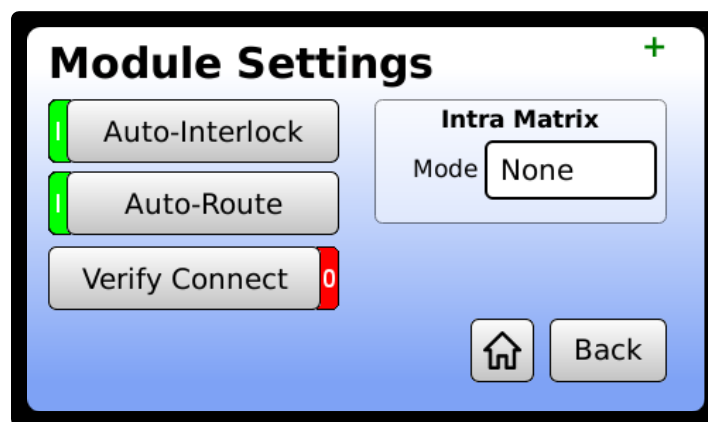 Module Settings
+
I Auto-Interlock
I Auto-Route
Verify Connect 0
Intra Matrix
Mode None
Back